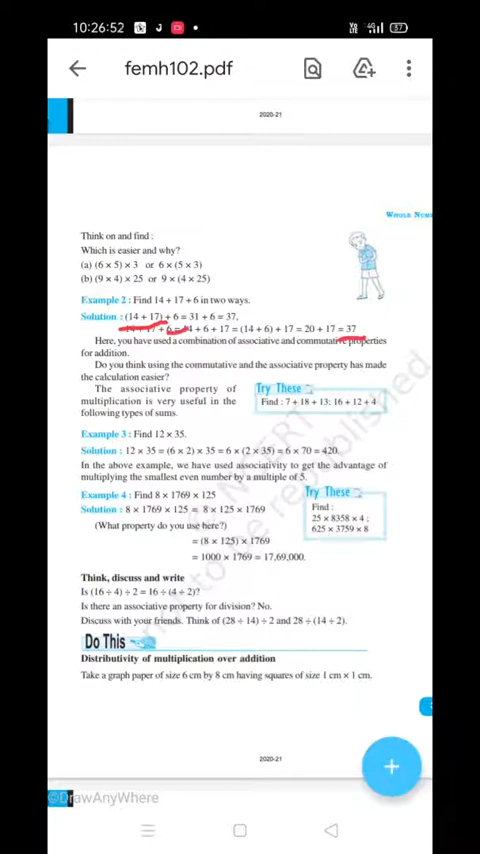 10:26:52
37
femh102.pdf
2020-21
WHOLE NUM
Think on and find :
Which is easier and why?
(a) (6 × 5) × 3 or 6 × (5 × 3)
(b) (9 × 4) × 25 or 9 × (4 × 25)
Example 2 : Find 14 + 17 + 6 in two ways.
Solution : (14 + 17) + 6 = 31 + 6 = 37,
14 + 17 + 6 = 14 + 6 + 17 = (14 + 6) + 17 = 20 + 17 = 37
Here, you have used a combination of associative and commutative properties
for addition.
Do you think using the commutative and the associative property has made
the calculation easier?
The associative property of
multiplication is very useful in the
following types of sums.
Try These
Find : 7 + 18 + 13; 16 + 12 + 4
Example 3 : Find 12 × 35.
Solution : 12 × 35 = (6 × 2) × 35 = 6 × (2 × 35) = 6 × 70 = 420.
In the above example, we have used associativity to get the advantage of
multiplying the smallest even number by a multiple of 5.
Example 4 : Find 8 × 1769 × 125
Solution : 8 × 1769 × 125 = 8 × 125 × 1769
(What property do you use here?)
= (8 × 125) × 1769
= 1000 × 1769 = 17,69,000.
Try These
Find :
25 × 8358 × 4 ;
625 × 3759 × 8
Think, discuss and write
Is (16 ÷ 4) ÷ 2 = 16 ÷ (4 ÷ 2)?
Is there an associative property for division? No.
Discuss with your friends. Think of (28 ÷ 14) ÷ 2 and 28 ÷ (14 ÷ 2).
Do This
Distributivity of multiplication over addition
Take a graph paper of size 6 cm by 8 cm having squares of size 1 cm × 1 cm.
2020-21
@DrawAnyWhere
not to be republished